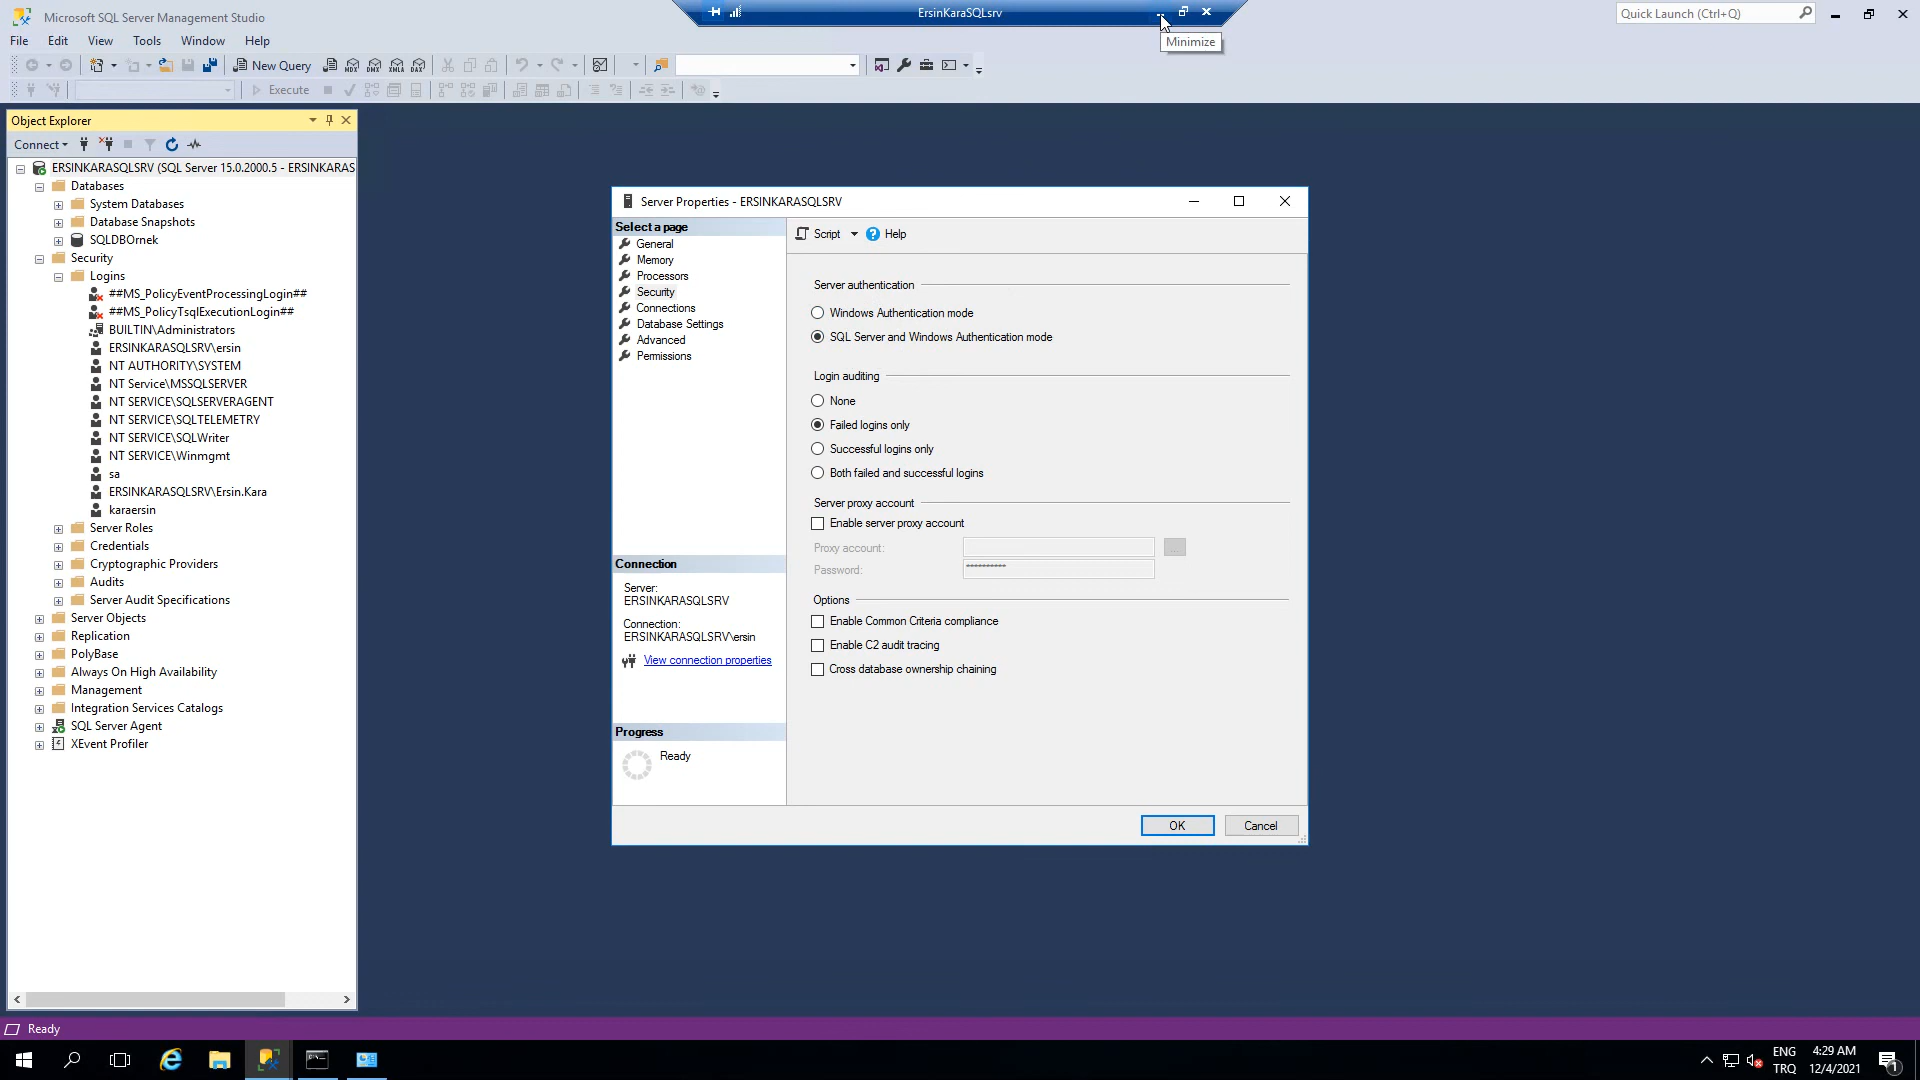 Microsoft SQL Server Management Studio
ErsinKaraSQLsrv
Quick Launch (Ctrl+Q)
Minimize
File Edit View Tools Window Help
New Query
MDX DMX XMLA DAX
Execute
Object Explorer
Connect
ERSINKARASQLSRV (SQL Server 15.0.2000.5 - ERSINKARAS
Databases
System Databases
Database Snapshots
SQLDBOrnek
Security
Logins
##MS_PolicyEventProcessingLogin##
##MS_PolicyTsqlExecutionLogin##
BUILTIN\Administrators
ERSINKARASQLSRV\ersin
NT AUTHORITY\SYSTEM
NT Service\MSSQLSERVER
NT SERVICE\SQLSERVERAGENT
NT SERVICE\SQLTELEMETRY
NT SERVICE\SQLWriter
NT SERVICE\Winmgmt
sa
ERSINKARASQLSRV\Ersin.Kara
karaersin
Server Roles
Credentials
Cryptographic Providers
Audits
Server Audit Specifications
Server Objects
Replication
PolyBase
Always On High Availability
Management
Integration Services Catalogs
SQL Server Agent
XEvent Profiler
Server Properties - ERSINKARASQLSRV
Select a page
General
Memory
Processors
Security
Connections
Database Settings
Advanced
Permissions
Connection
Server:
ERSINKARASQLSRV
Connection:
ERSINKARASQLSRV\ersin
View connection properties
Progress
Ready
Script Help
Server authentication
Windows Authentication mode
SQL Server and Windows Authentication mode
Login auditing
None
Failed logins only
Successful logins only
Both failed and successful logins
Server proxy account
Enable server proxy account
Proxy account:
...
Password: **********
Options
Enable Common Criteria compliance
Enable C2 audit tracing
Cross database ownership chaining
OK Cancel
Ready
ENG
TRQ
4:29 AM
12/4/2021
1